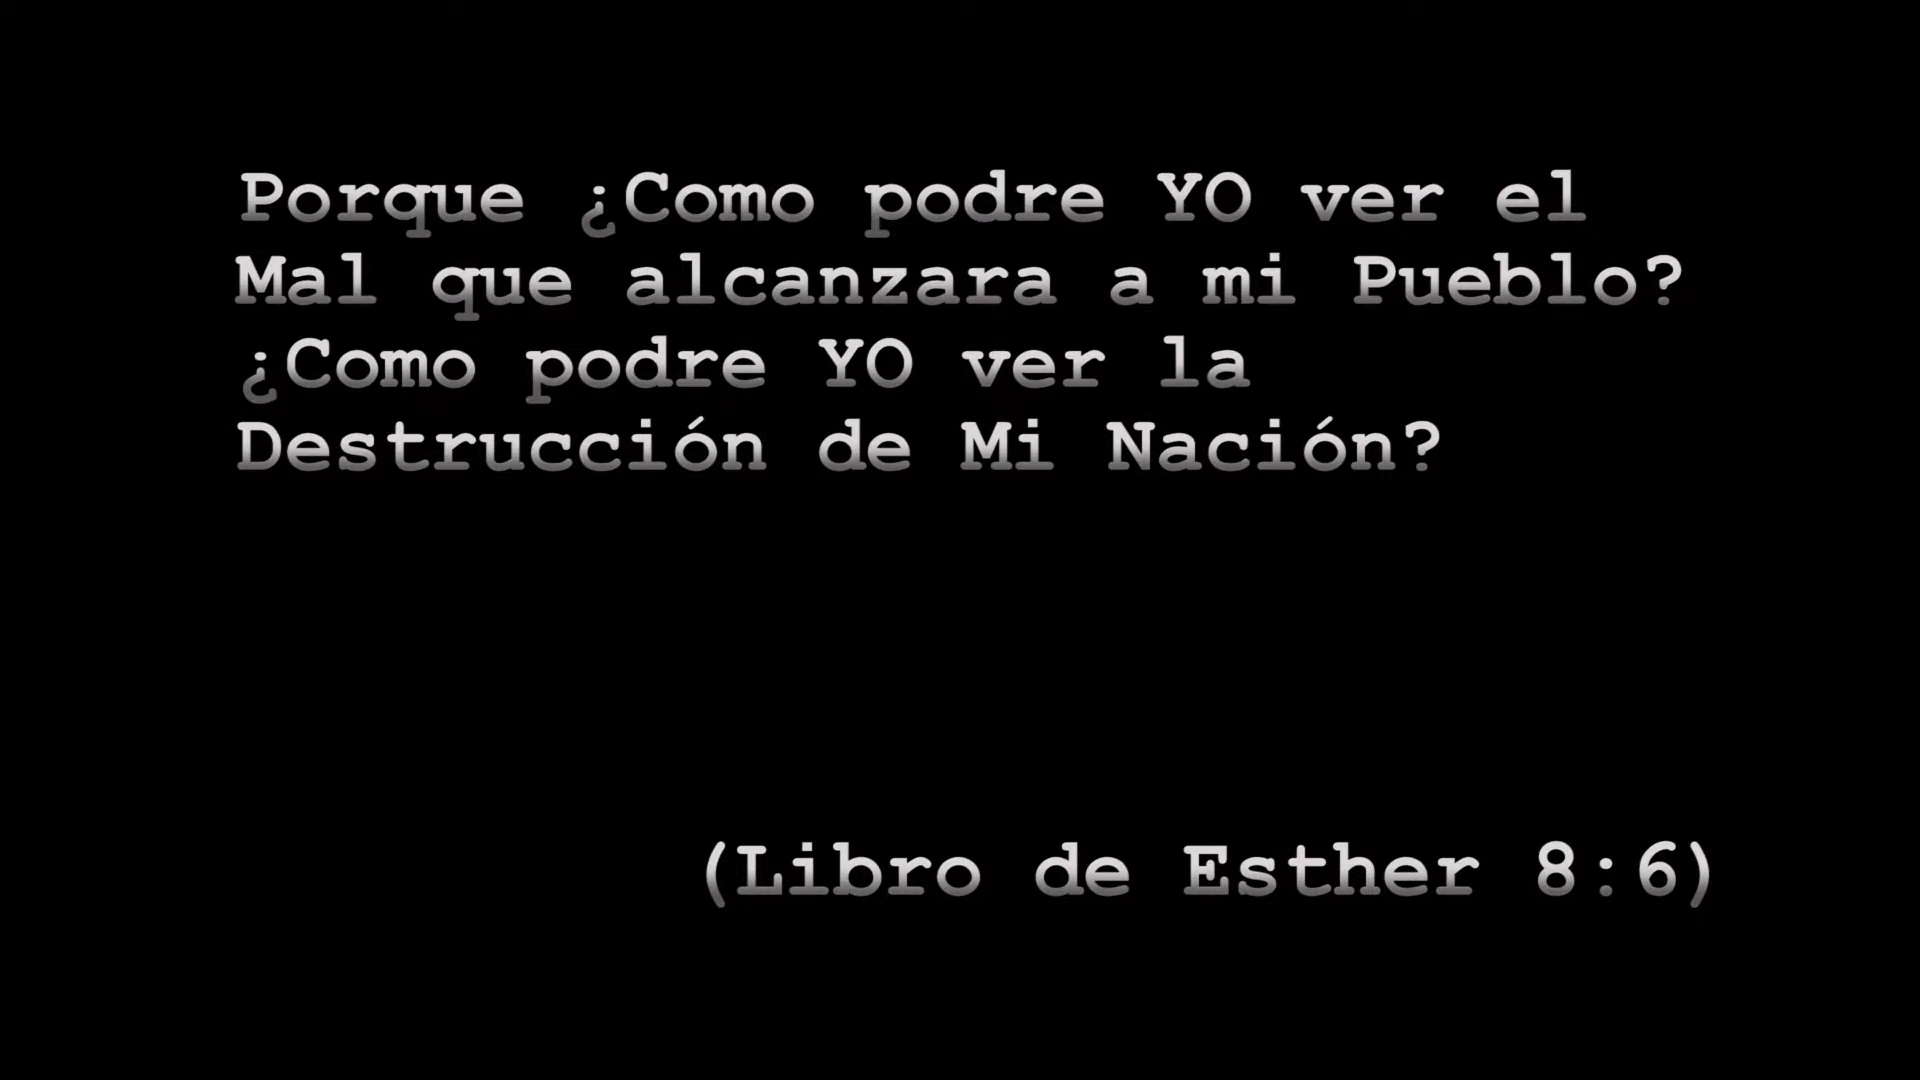 Porque ¿Como podre YO ver el
Mal que alcanzara a mi Pueblo?
¿Como podre YO ver la
Destrucción de Mi Nación?
(Libro de Esther 8:6)